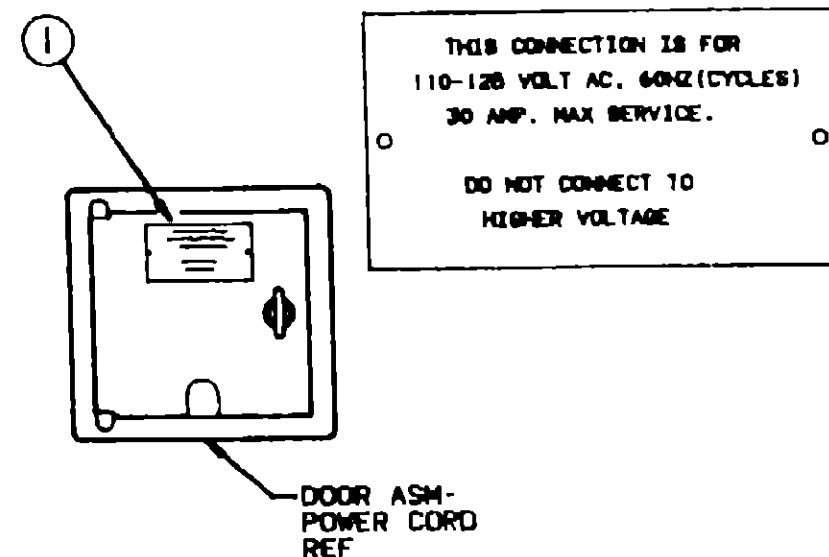 1
THIS CONNECTION IS FOR
110-120 VOLT AC, 60HZ(CYCLES)
30 AMP. MAX SERVICE.
DO NOT CONNECT TO
HIGHER VOLTAGE
DOOR ASM-
POWER CORD
REF